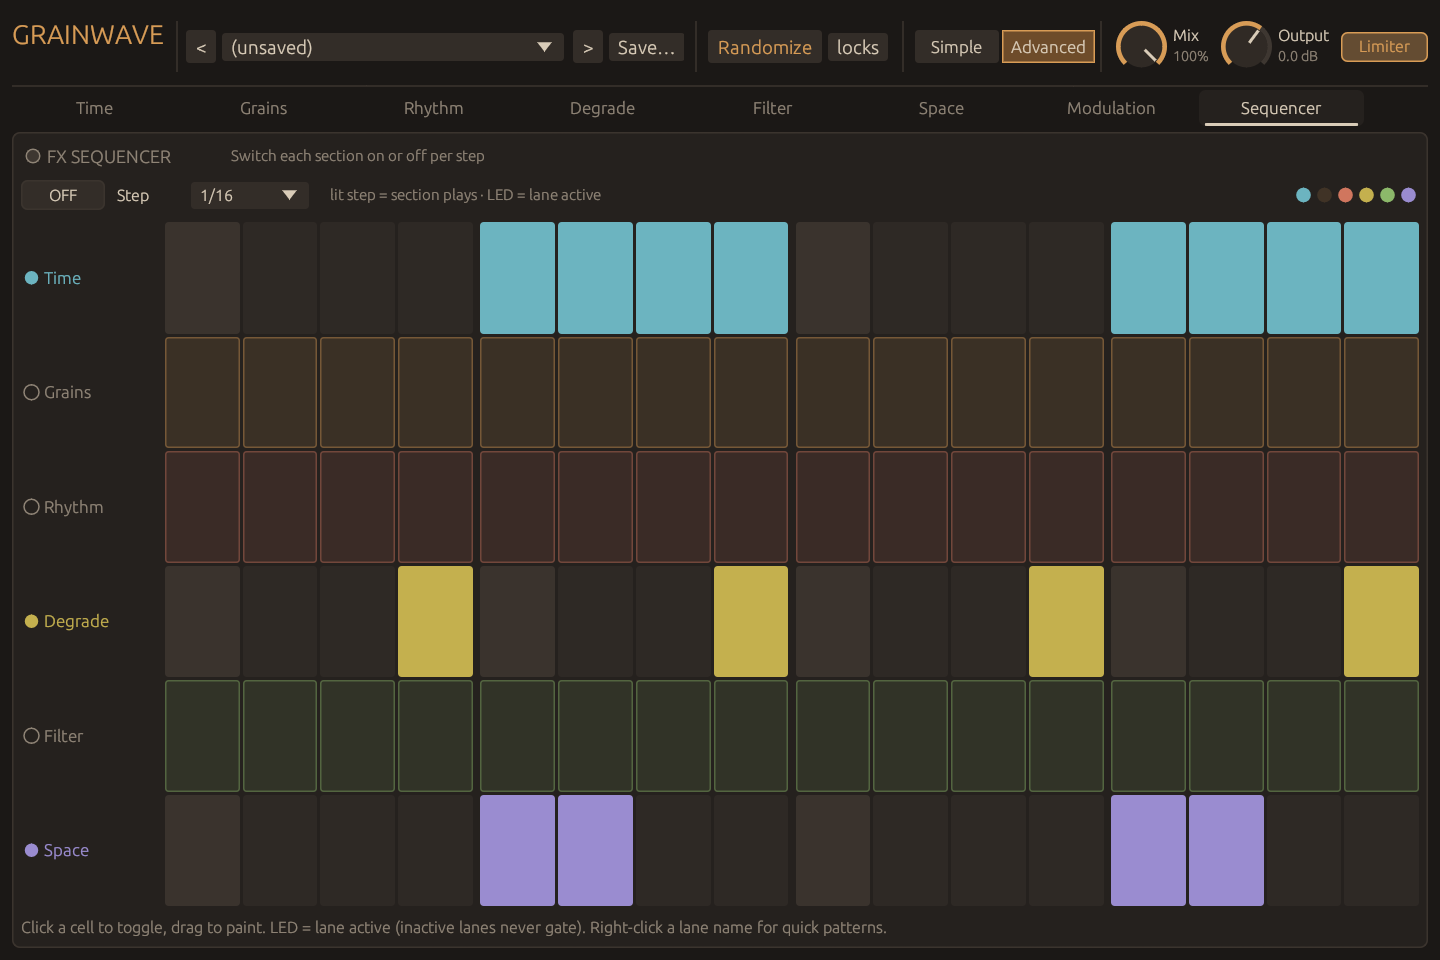 GRAINWAVE
< (unsaved) > Save... Randomize locks Simple Advanced Mix 100% Output 0.0 dB Limiter
Time Grains Rhythm Degrade Filter Space Modulation Sequencer
FX SEQUENCER Switch each section on or off per step
OFF Step 1/16 lit step = section plays · LED = lane active
Time
Grains
Rhythm
Degrade
Filter
Space
Click a cell to toggle, drag to paint. LED = lane active (inactive lanes never gate). Right-click a lane name for quick patterns.